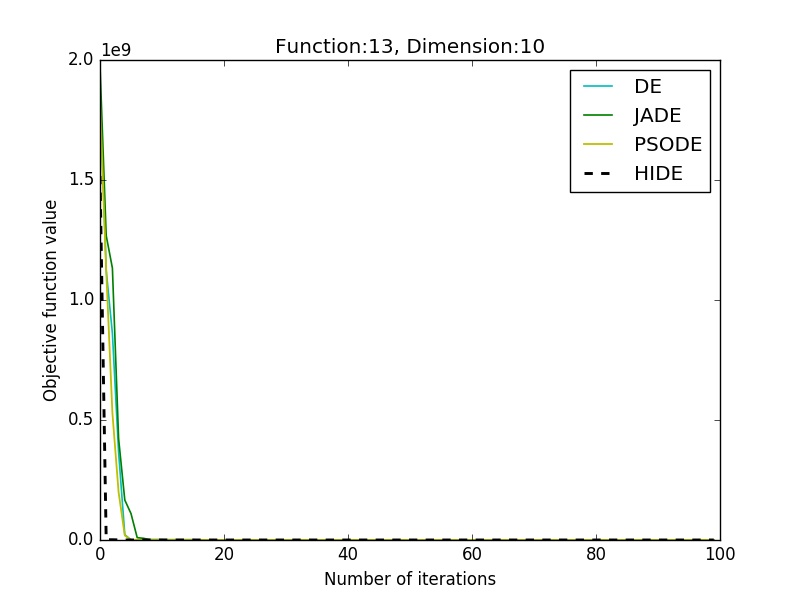 Function:13, Dimension:10
1e9
2.0
1.5
1.0
0.5
0.0
Objective function value
DE
JADE
PSODE
HIDE
0 20 40 60 80 100
Number of iterations